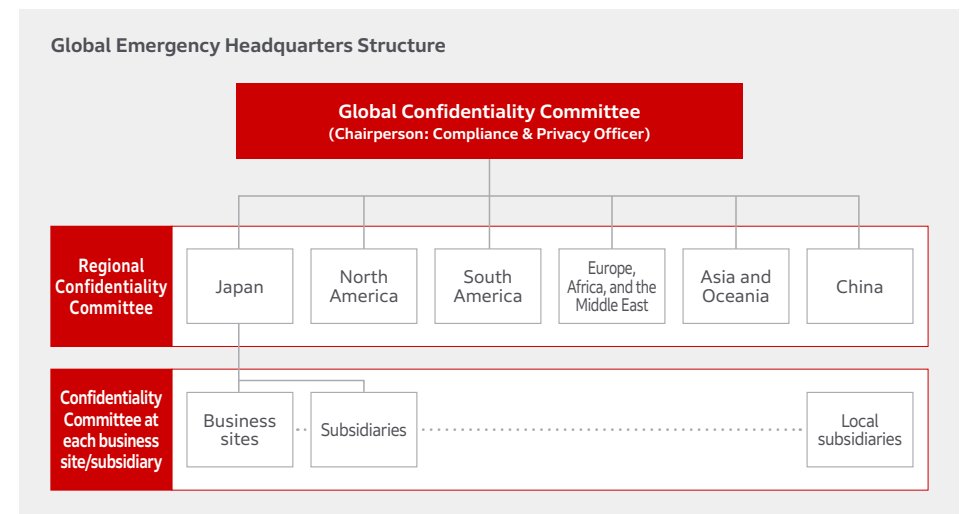 Global Emergency Headquarters Structure
Global Confidentiality Committee
(Chairperson: Compliance & Privacy Officer)
Regional
Confidentiality
Committee
Japan
North
America
South
America
Europe,
Africa, and the
Middle East
Asia and
Oceania
China
Confidentiality
Committee at
each business
site/subsidiary
Business
sites
Subsidiaries
Local
subsidiaries